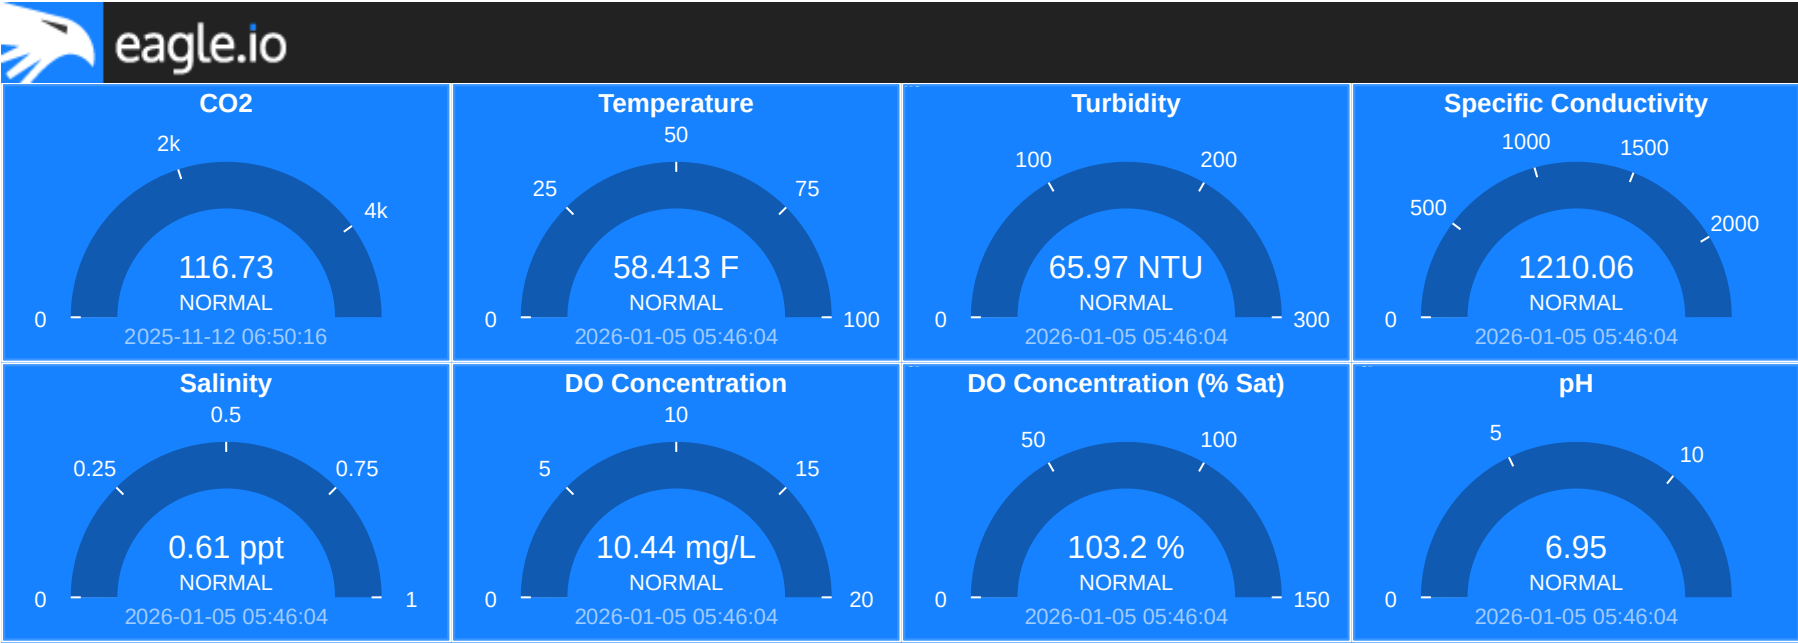 eagle.io
CO2
2k
4k
116.73
NORMAL
0
2025-11-12 06:50:16
Temperature
50
25
75
58.413 F
NORMAL
0
100
2026-01-05 05:46:04
Turbidity
100
200
65.97 NTU
NORMAL
0
300
2026-01-05 05:46:04
Specific Conductivity
1000
1500
500
2000
1210.06
NORMAL
0
2026-01-05 05:46:04
Salinity
0.5
0.25
0.75
0.61 ppt
NORMAL
0
1
2026-01-05 05:46:04
DO Concentration
10
5
15
10.44 mg/L
NORMAL
0
20
2026-01-05 05:46:04
DO Concentration (% Sat)
50
100
103.2 %
NORMAL
0
150
2026-01-05 05:46:04
pH
5
10
6.95
NORMAL
0
2026-01-05 05:46:04